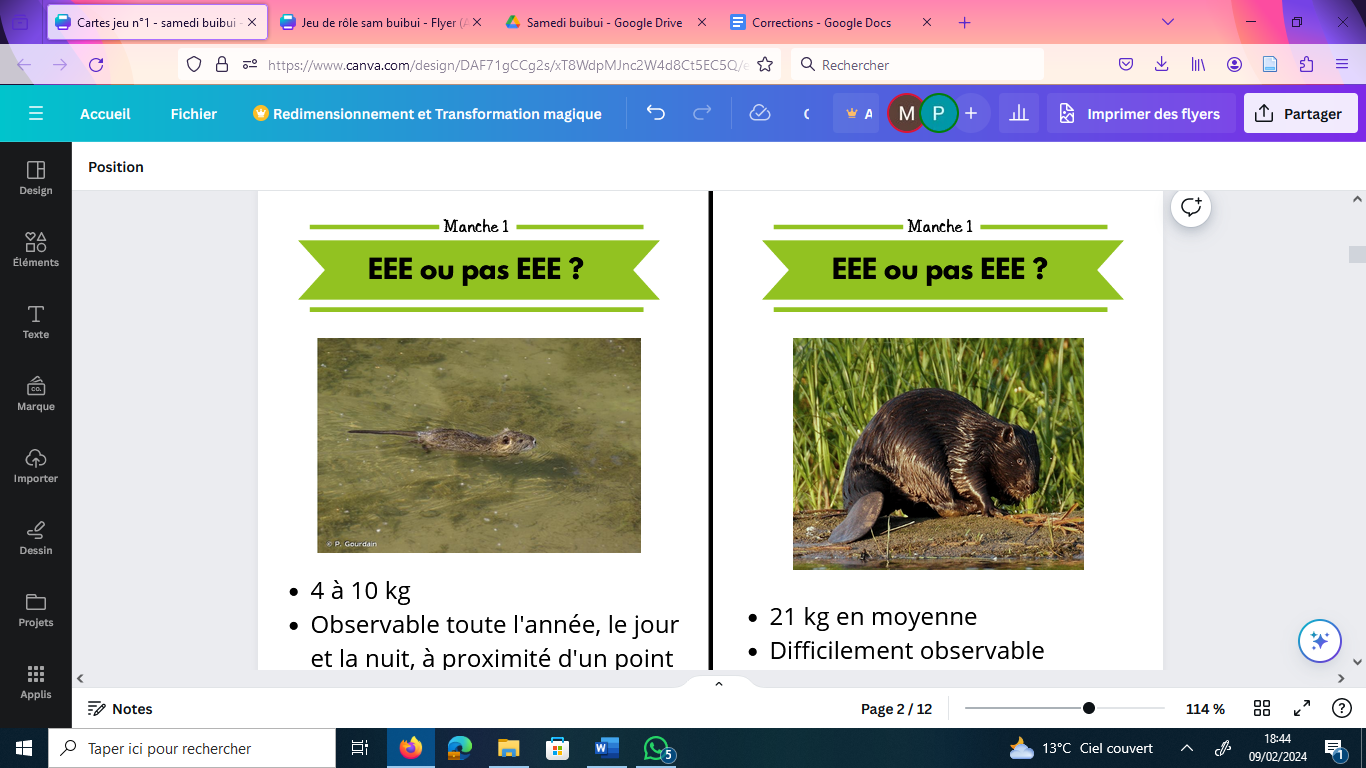 Cartes jeu n°1 - samedi buibui -
Jeu de rôle sam buibui - Flyer (A
Samedi buibui - Google Drive
Corrections - Google Docs
https://www.canva.com/design/DAF71gCCg2s/xT8WdpMJnc2W4d8Ct5EC5Q/e
Rechercher
Accueil
Fichier
Redimensionnement et Transformation magique
A
M
P
Imprimer des flyers
Partager
Position
Design
Éléments
Texte
CO.
Marque
Importer
Dessin
Projets
Applis
Manche 1
EEE ou pas EEE ?
© P. Gourdain
• 4 à 10 kg
• Observable toute l'année, le jour
et la nuit, à proximité d'un point
Manche 1
EEE ou pas EEE ?
• 21 kg en moyenne
• Difficilement observable
Notes
Page 2 / 12
114 %
Taper ici pour rechercher
5
13°C Ciel couvert
18:44
09/02/2024
1